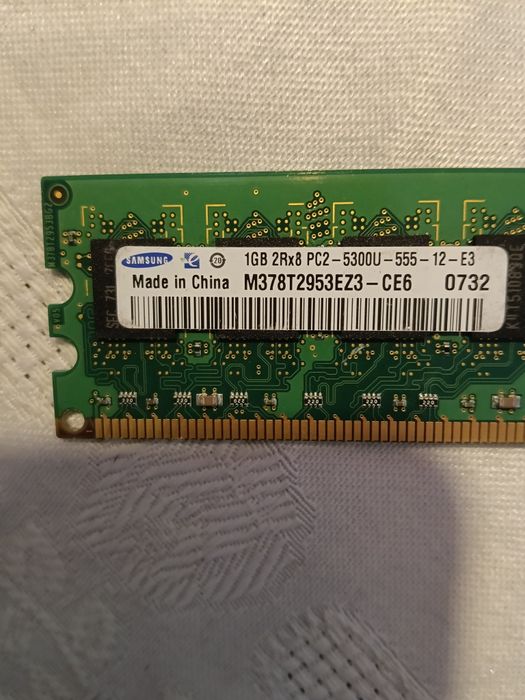 SAMSUNG
1GB 2Rx8 PC2-5300U-555-12-E3
Made in China M378T2953EZ3-CE6 0732